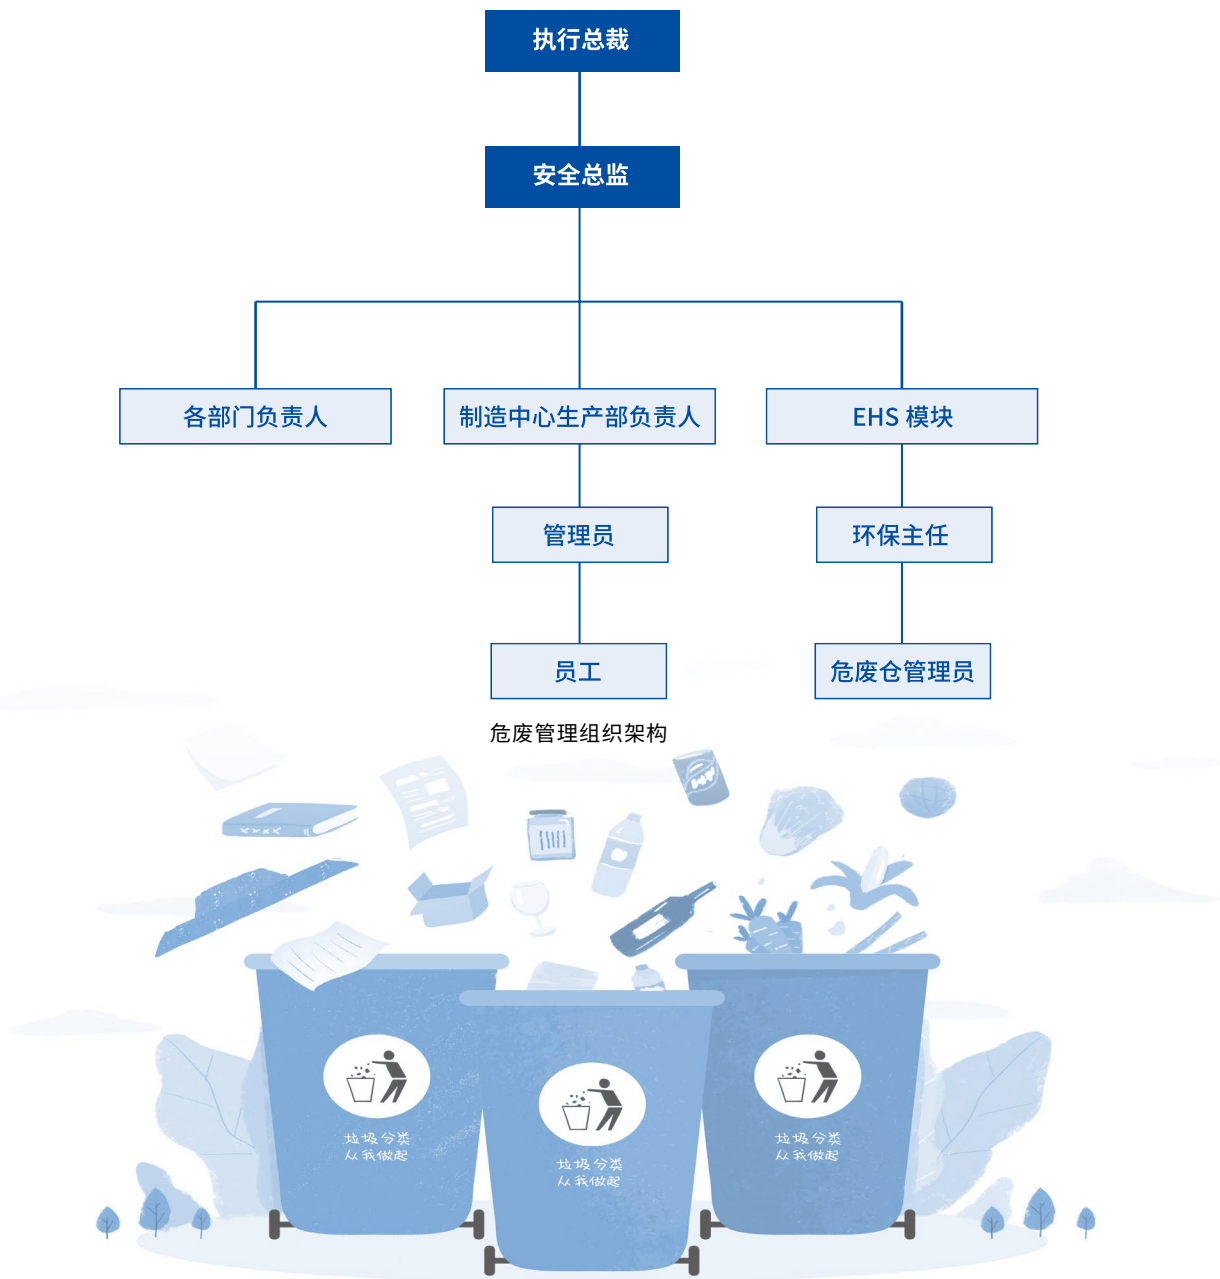 执行总裁
安全总监
各部门负责人
制造中心生产部负责人
EHS 模块
管理员
环保主任
员工
危废仓管理员
危废管理组织架构
垃圾分类
从我做起
垃圾分类
从我做起
垃圾分类
从我做起